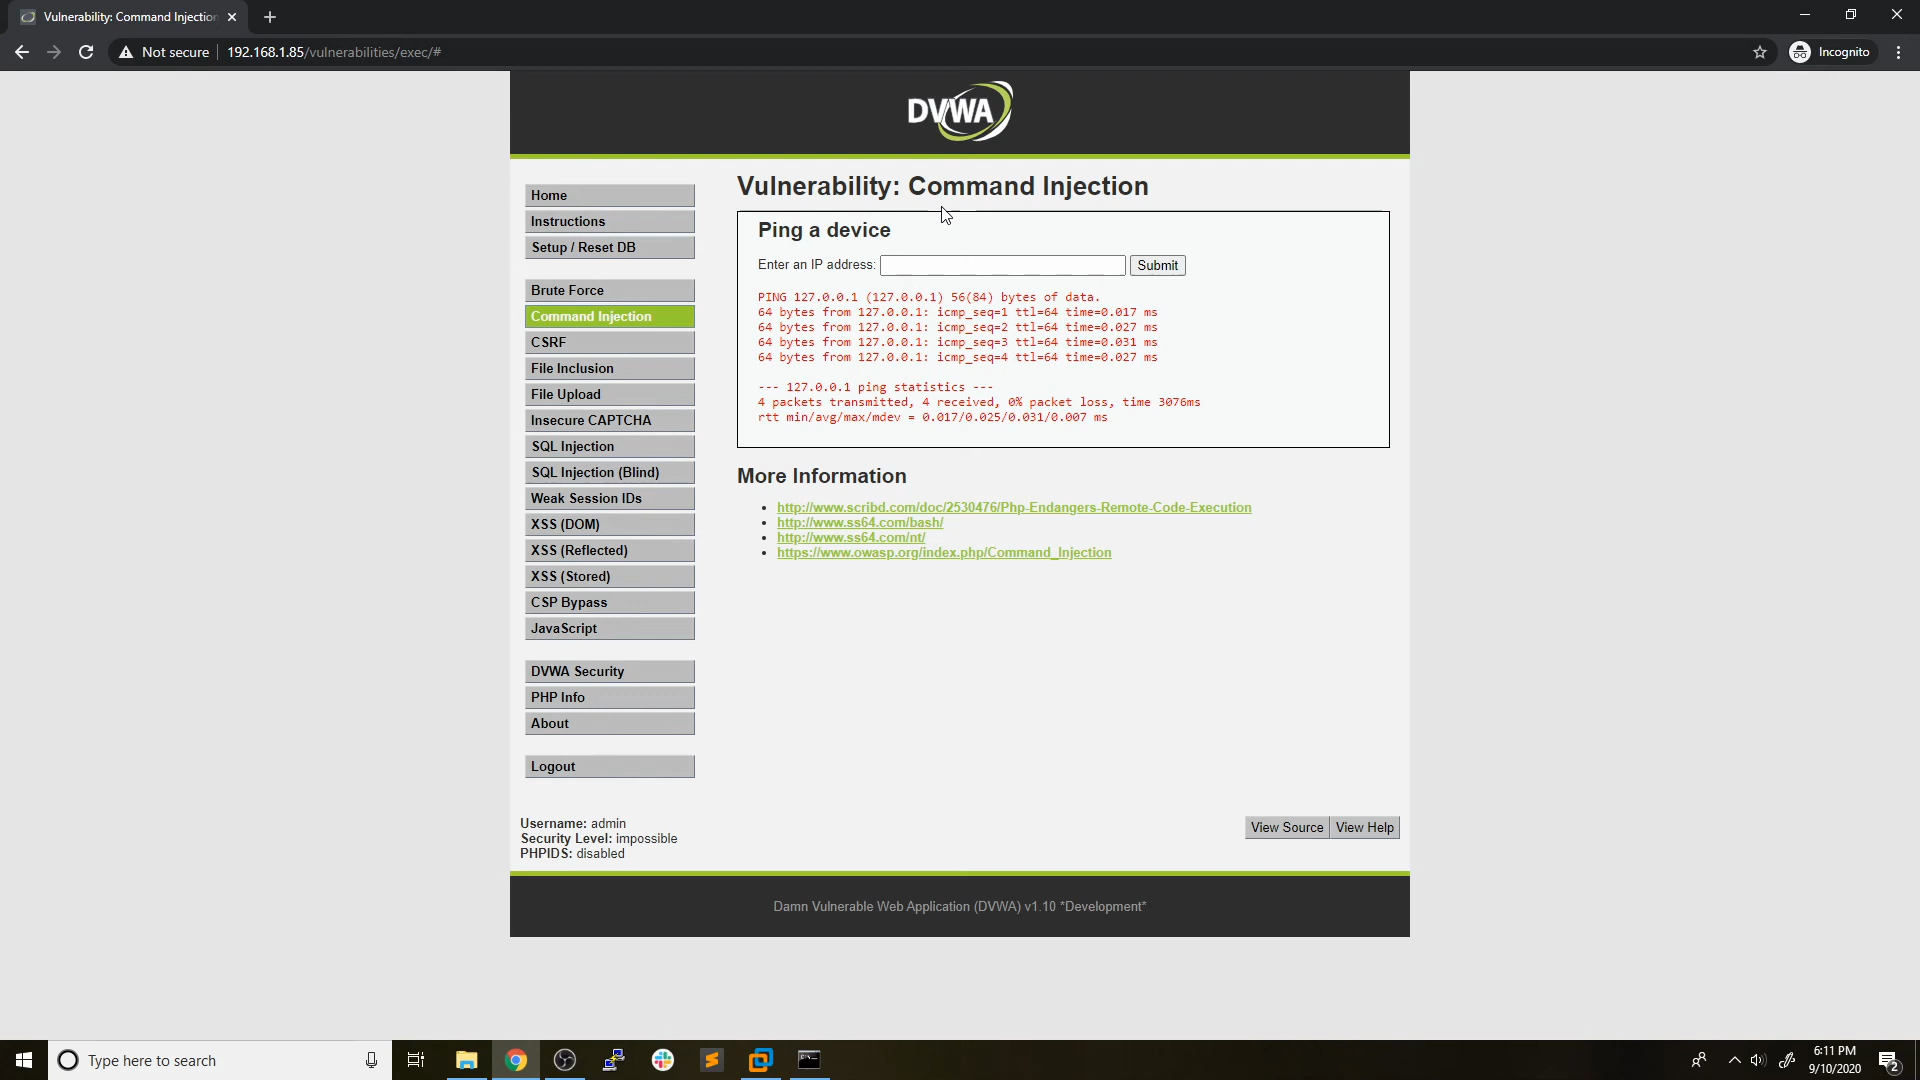 Vulnerability: Command Injection
Not secure
192.168.1.85/vulnerabilities/exec/#
Incognito
DVWA
Home
Instructions
Setup / Reset DB
Brute Force
Command Injection
CSRF
File Inclusion
File Upload
Insecure CAPTCHA
SQL Injection
SQL Injection (Blind)
Weak Session IDs
XSS (DOM)
XSS (Reflected)
XSS (Stored)
CSP Bypass
JavaScript
DVWA Security
PHP Info
About
Logout
Vulnerability: Command Injection
Ping a device
Enter an IP address:
Submit
PING 127.0.0.1 (127.0.0.1) 56(84) bytes of data.
64 bytes from 127.0.0.1: icmp_seq=1 ttl=64 time=0.017 ms
64 bytes from 127.0.0.1: icmp_seq=2 ttl=64 time=0.027 ms
64 bytes from 127.0.0.1: icmp_seq=3 ttl=64 time=0.031 ms
64 bytes from 127.0.0.1: icmp_seq=4 ttl=64 time=0.027 ms
--- 127.0.0.1 ping statistics ---
4 packets transmitted, 4 received, 0% packet loss, time 3076ms
rtt min/avg/max/mdev = 0.017/0.025/0.031/0.007 ms
More Information
http://www.scribd.com/doc/2530476/Php-Endangers-Remote-Code-Execution
http://www.ss64.com/bash/
http://www.ss64.com/nt/
https://www.owasp.org/index.php/Command_Injection
Username: admin
Security Level: impossible
PHPIDS: disabled
View Source
View Help
Damn Vulnerable Web Application (DVWA) v1.10 *Development*
Type here to search
6:11 PM
9/10/2020
2